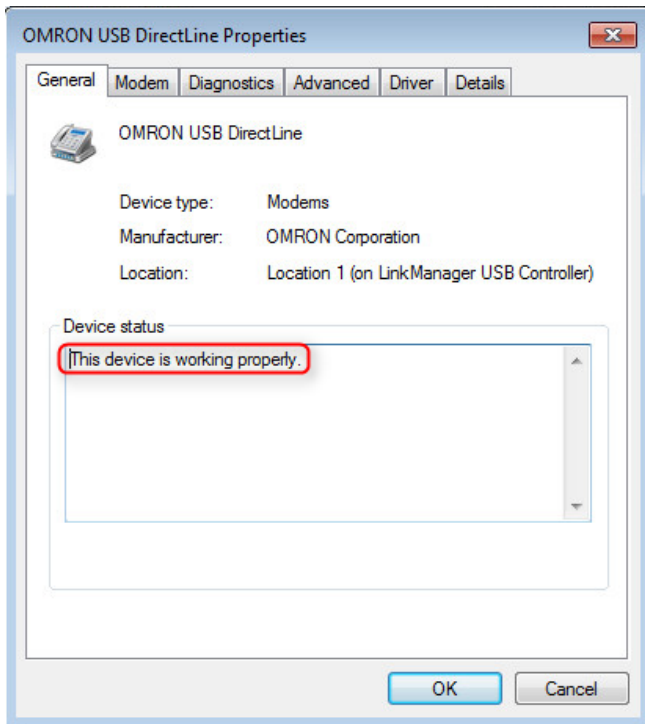 OMRON USB DirectLine Properties
General Modem Diagnostics Advanced Driver Details
OMRON USB DirectLine
Device type: Modems
Manufacturer: OMRON Corporation
Location: Location 1 (on LinkManager USB Controller)
Device status
This device is working properly.
OK Cancel